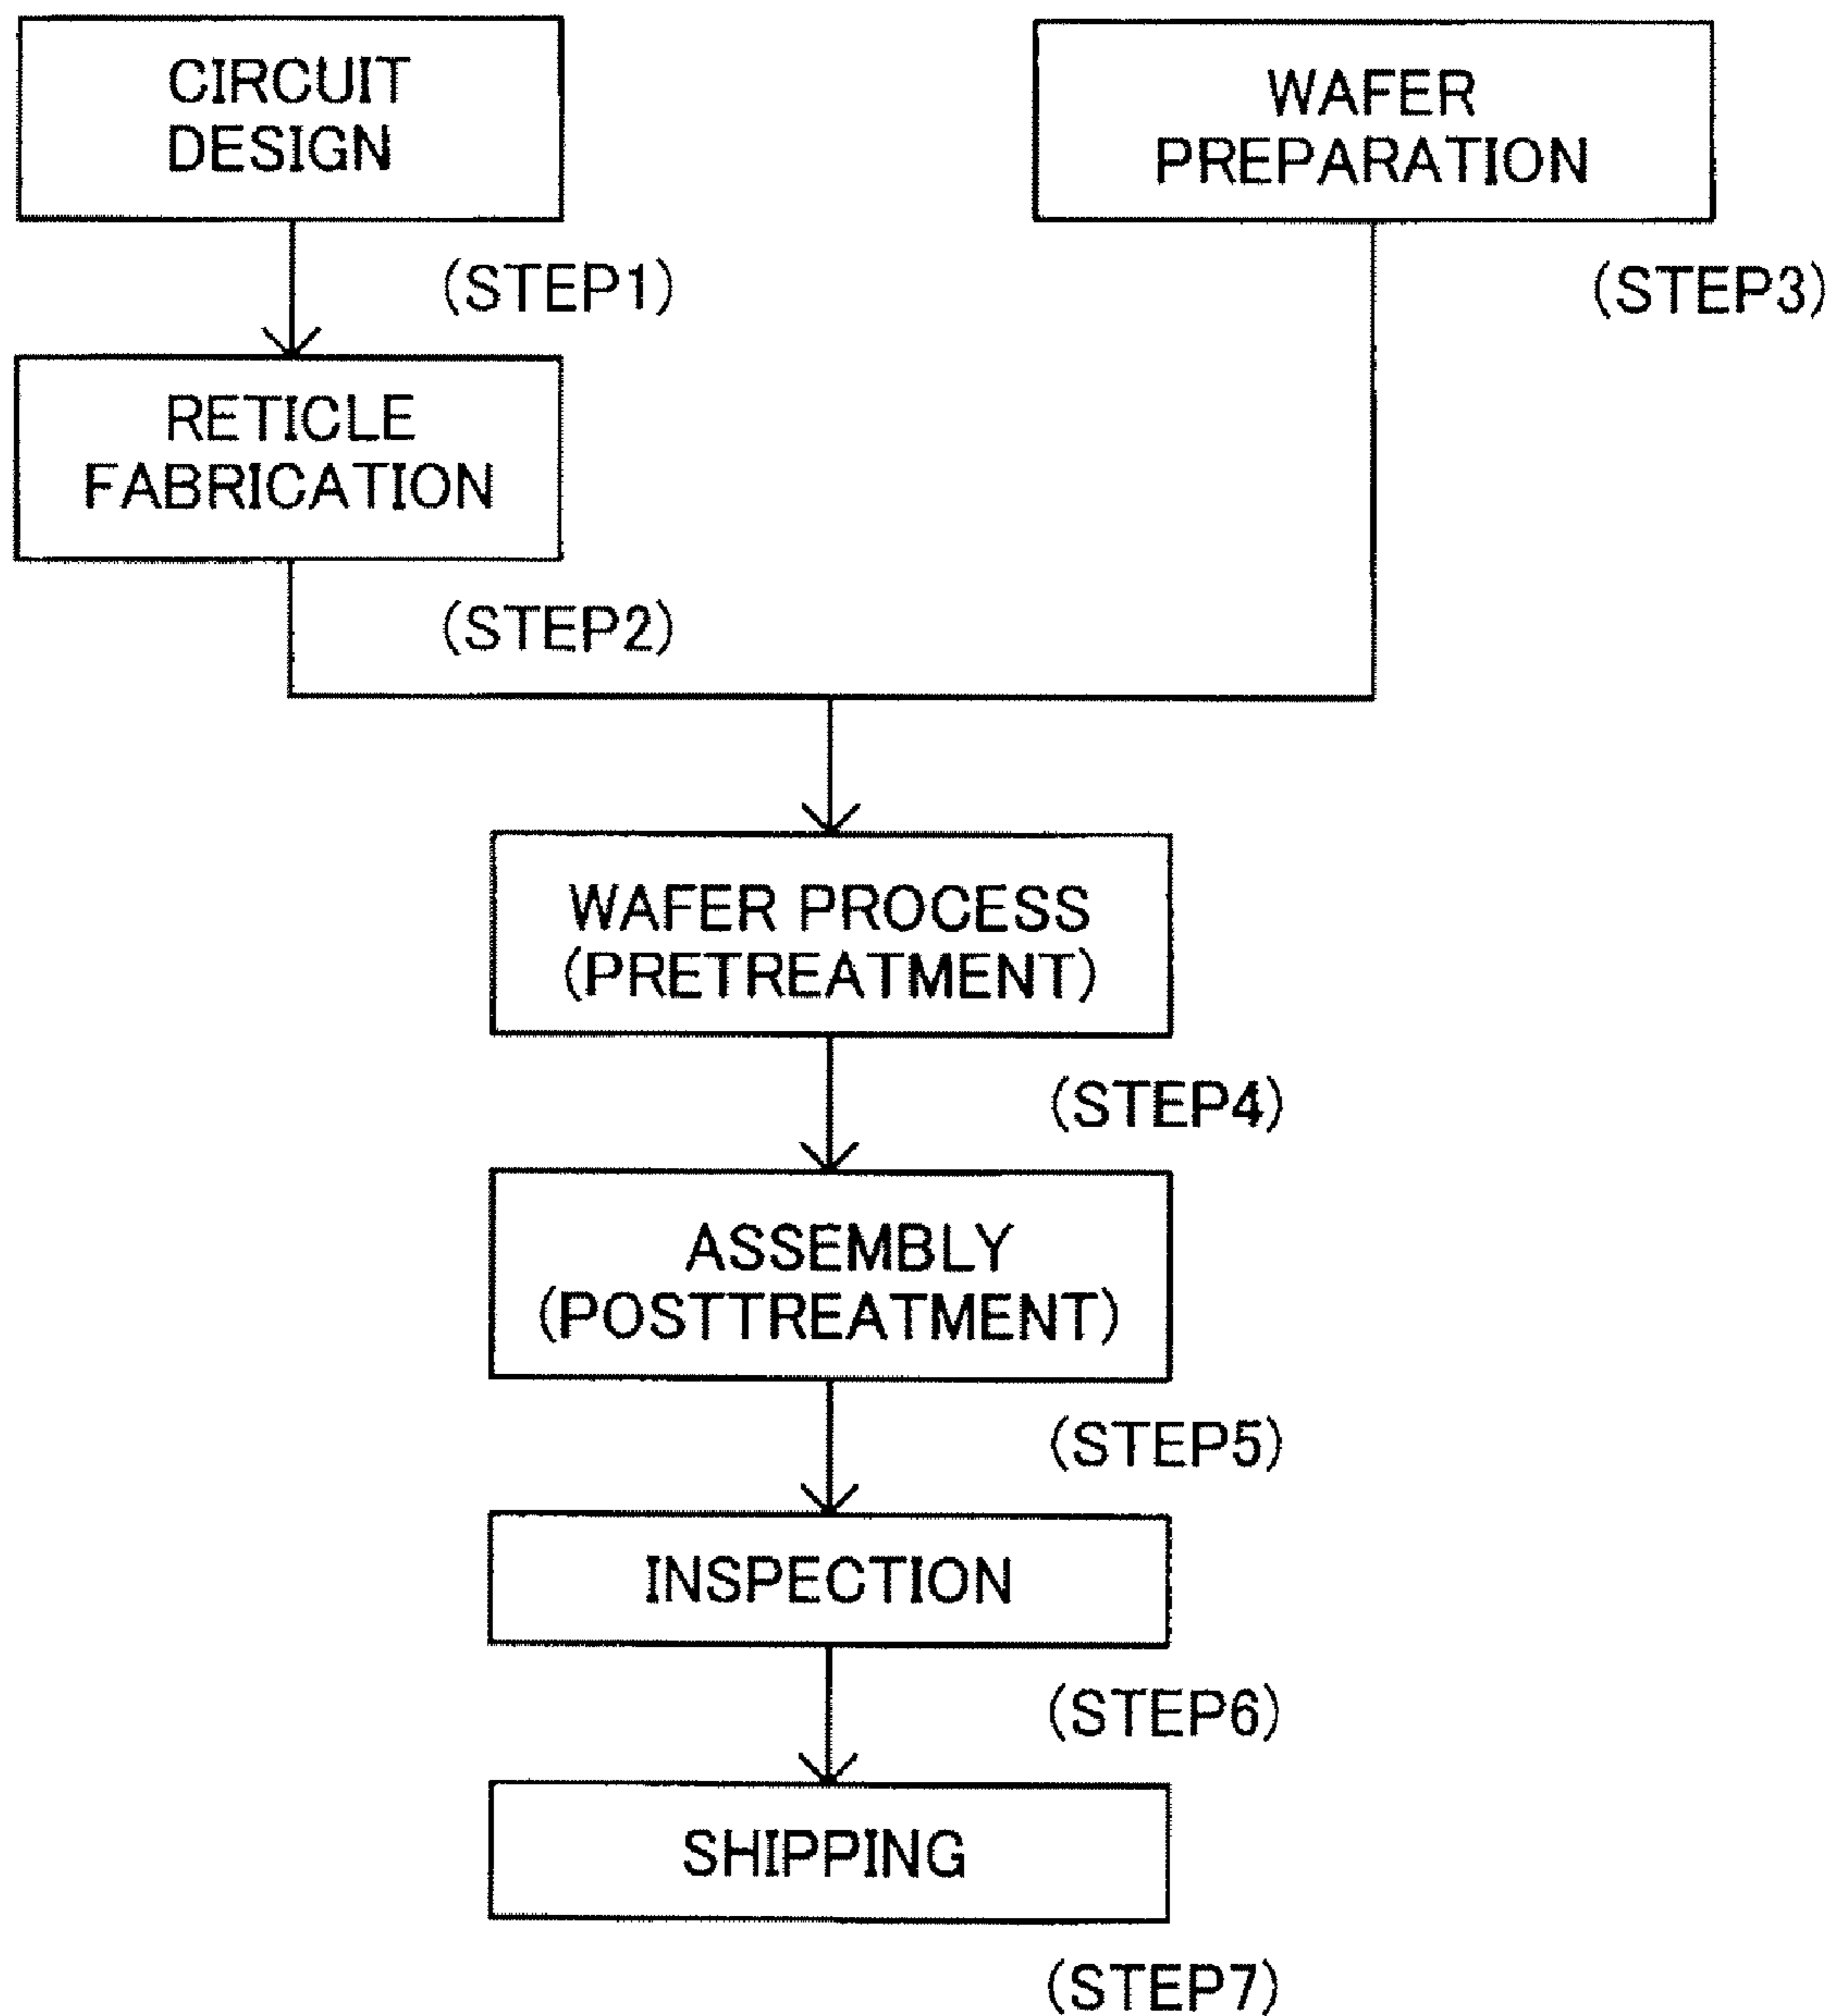 CIRCUIT
DESIGN
(STEP1)
RETICLE
FABRICATION
(STEP2)
WAFER
PREPARATION
(STEP3)
WAFER PROCESS
(PRETREATMENT)
(STEP4)
ASSEMBLY
(POSTTREATMENT)
(STEP5)
INSPECTION
(STEP6)
SHIPPING
(STEP7)